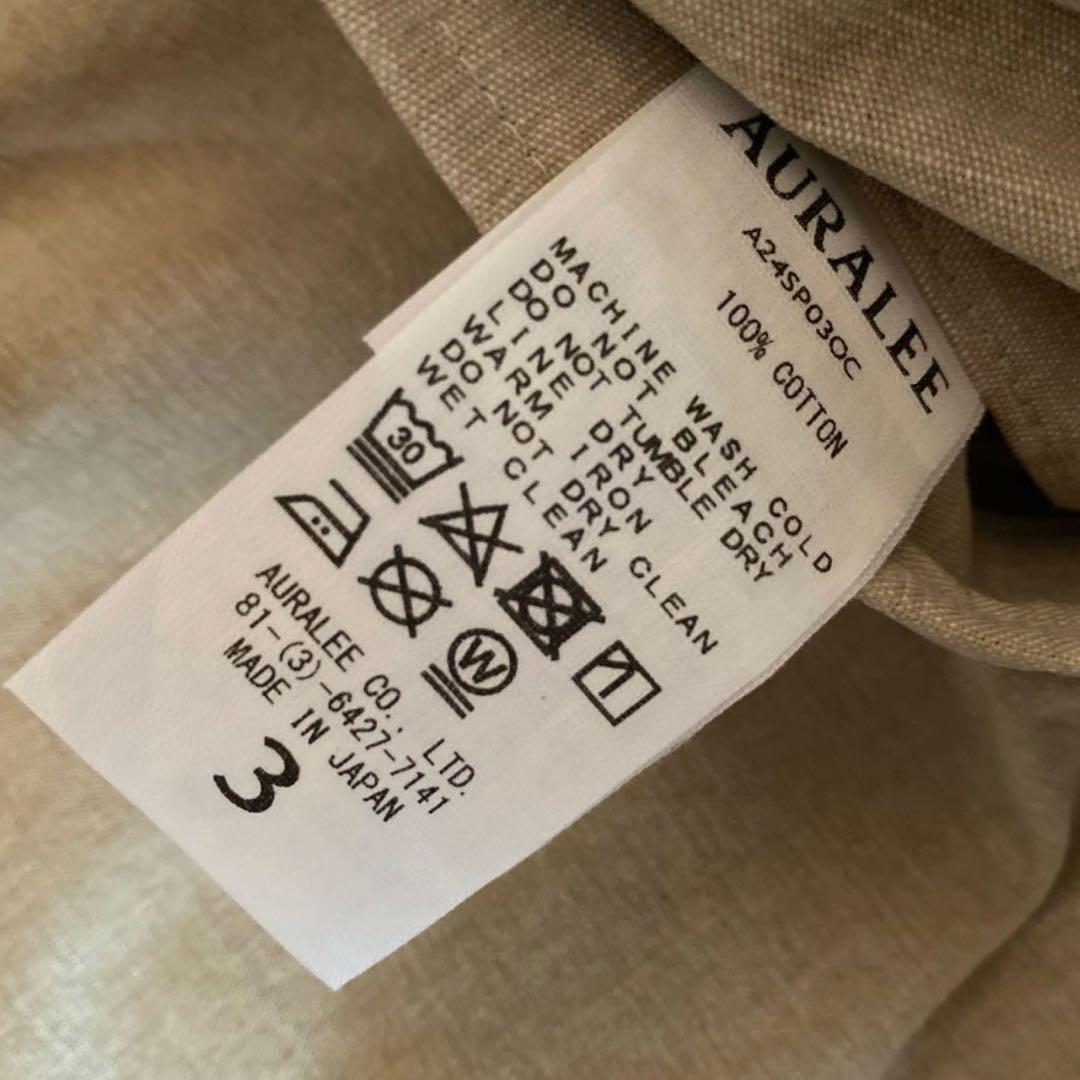 AURALEE
A24SP03OC
100% COTTON
MACHINE WASH COLD
DO NOT BLEACH
DO NOT TUMBLE DRY
LINE DRY
WARM IRON
DO NOT DRY CLEAN
WET CLEAN
30
W
AURALEE CO., LTD.
81-(3)-6427-7141
MADE IN JAPAN
3